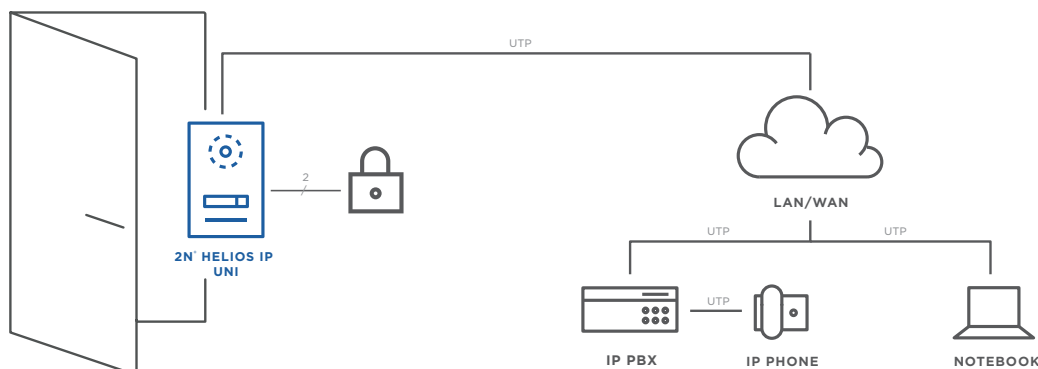 UTP
2
2N® HELIOS IP
UNI
LAN/WAN
UTP
UTP
UTP
IP PBX
IP PHONE
NOTEBOOK